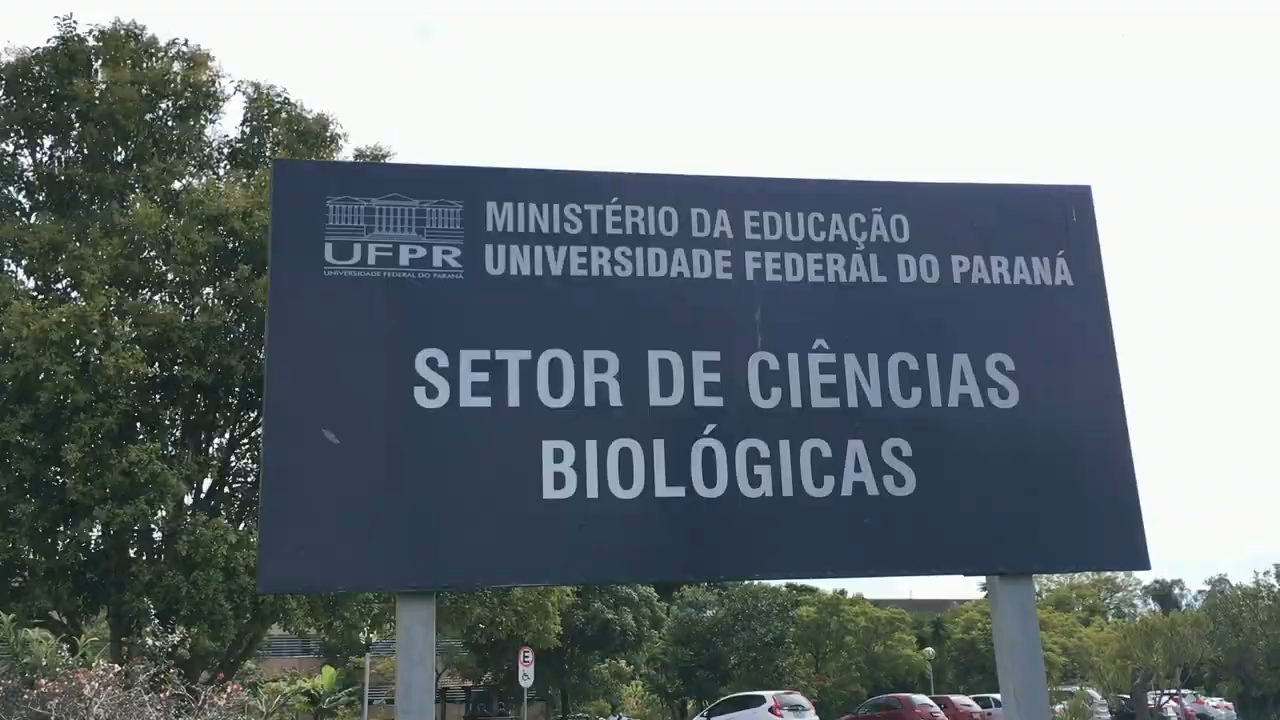 UFPR
UNIVERSIDADE FEDERAL DO PARANÁ
MINISTÉRIO DA EDUCAÇÃO
UNIVERSIDADE FEDERAL DO PARANÁ
SETOR DE CIÊNCIAS
BIOLÓGICAS
E